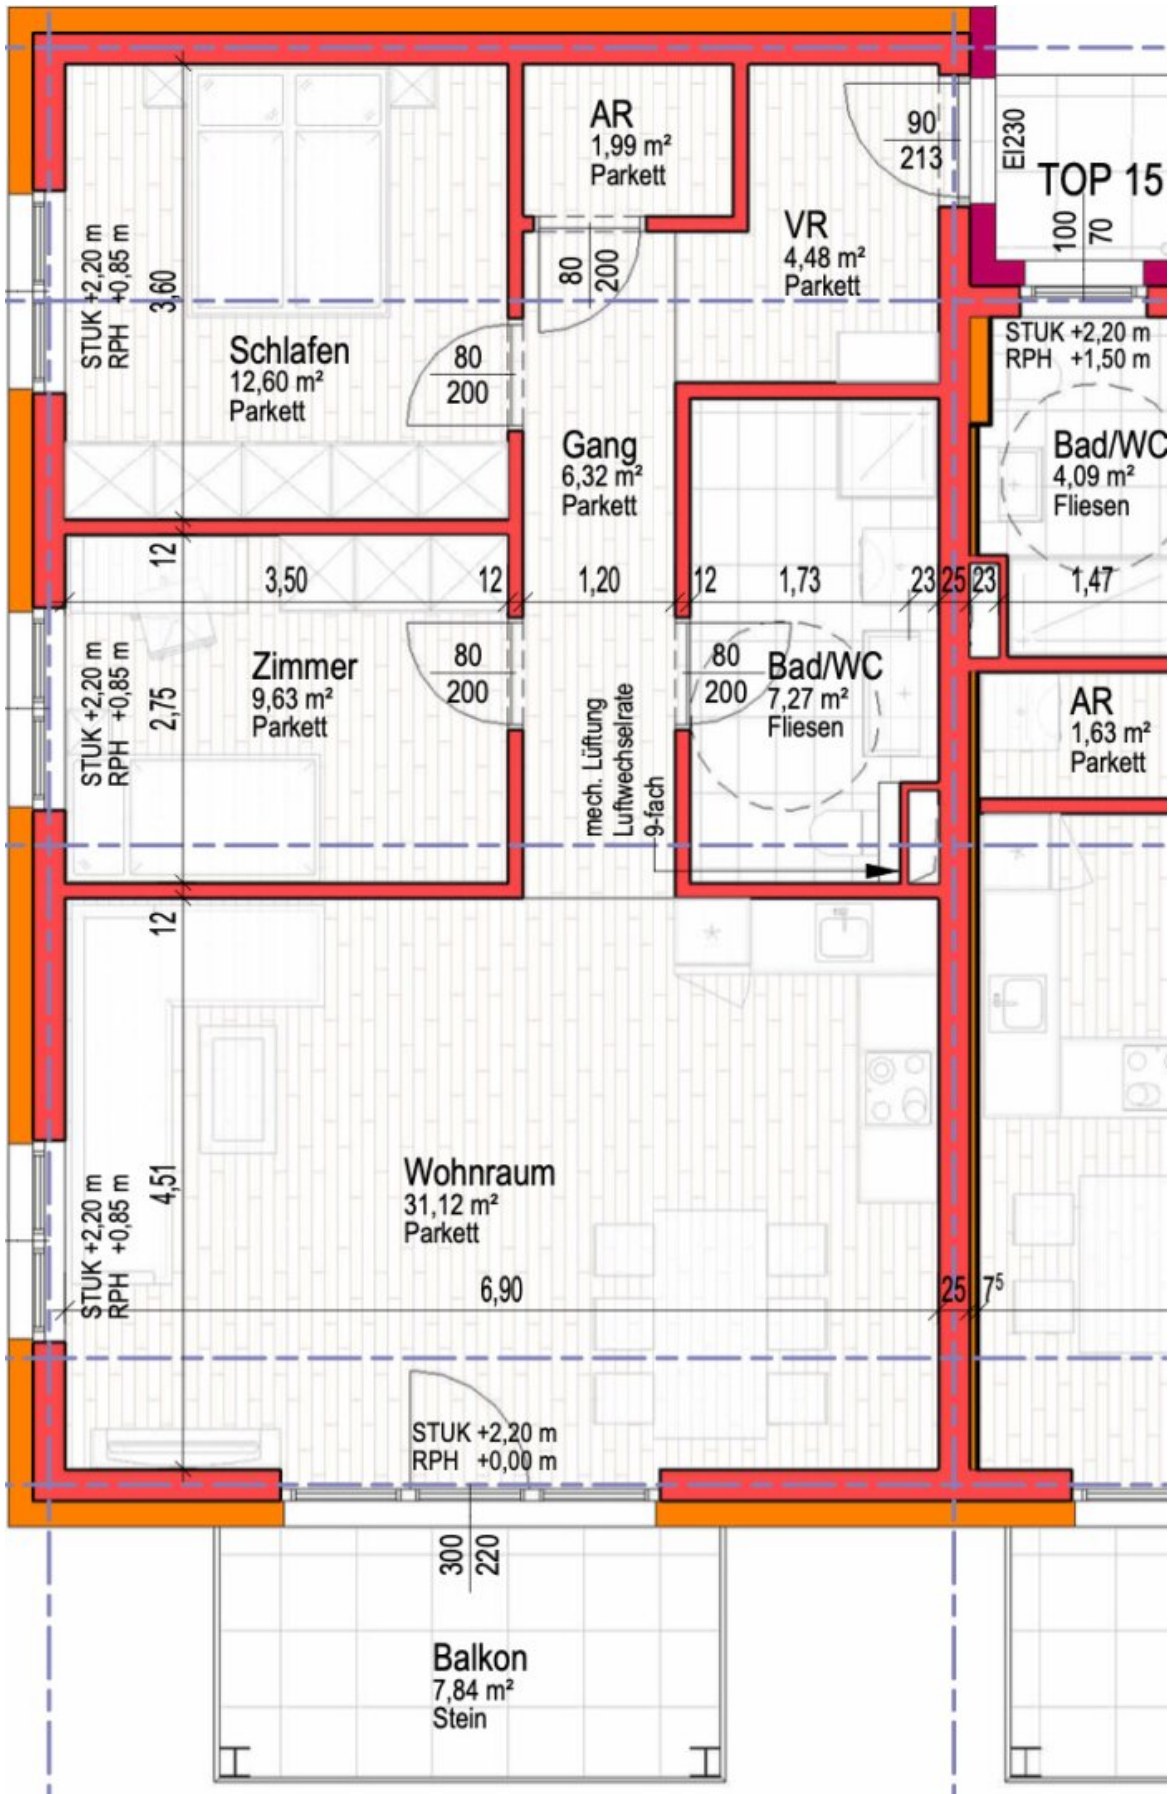 AR
1,99 m²
Parkett
90
213
EI230
TOP 15
VR
4,48 m²
Parkett
100
70
STUK +2,20 m
RPH +0,85 m
3,60
80
200
Schlafen
12,60 m²
Parkett
80
200
STUK +2,20 m
RPH +1,50 m
Gang
6,32 m²
Parkett
Bad/WC
4,09 m²
Fliesen
12
3,50
12
1,20
12
1,73
23
25
23
1,47
STUK +2,20 m
RPH +0,85 m
2,75
Zimmer
9,63 m²
Parkett
80
200
80
200
Bad/WC
7,27 m²
Fliesen
mech. Lüftung
Luftwechselrate
9-fach
AR
1,63 m²
Parkett
12
STUK +2,20 m
RPH +0,85 m
4,51
Wohnraum
31,12 m²
Parkett
6,90
25
7⁵
STUK +2,20 m
RPH +0,00 m
300
220
Balkon
7,84 m²
Stein